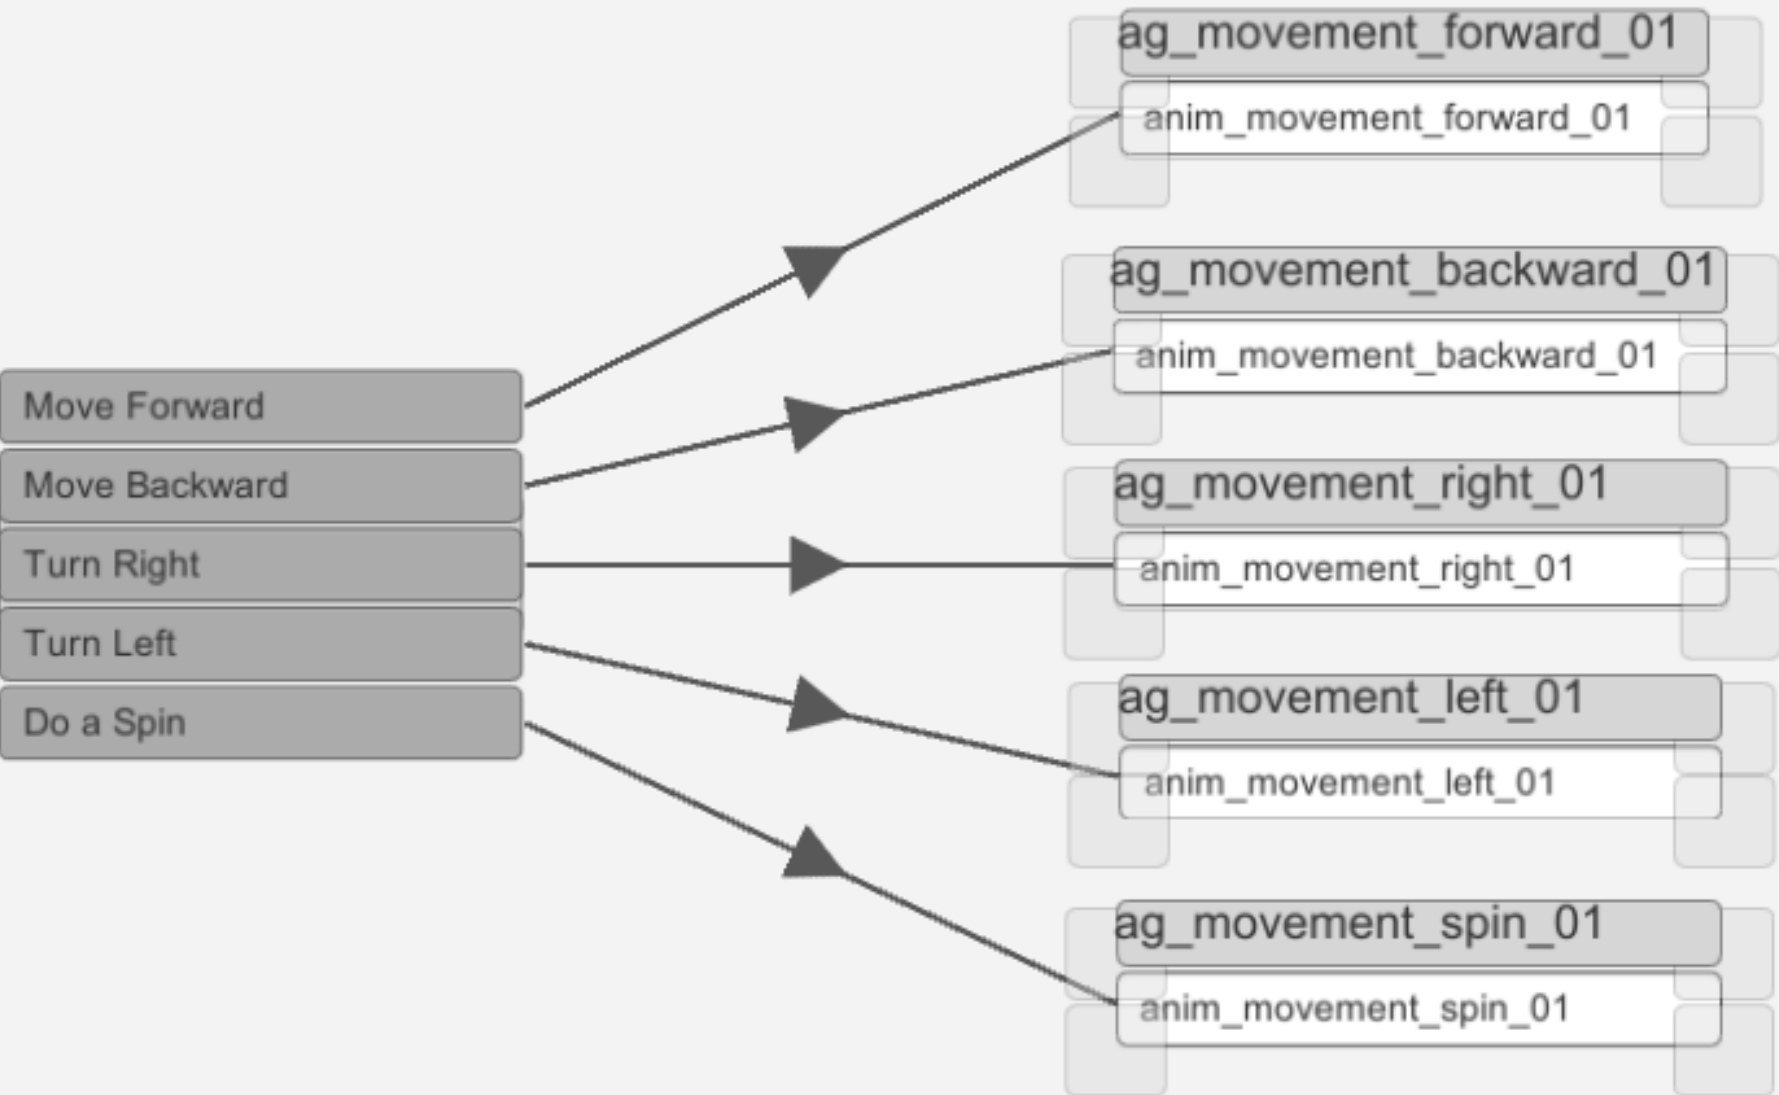 Move Forward
Move Backward
Turn Right
Turn Left
Do a Spin
ag_movement_forward_01
anim_movement_forward_01
ag_movement_backward_01
anim_movement_backward_01
ag_movement_right_01
anim_movement_right_01
ag_movement_left_01
anim_movement_left_01
ag_movement_spin_01
anim_movement_spin_01